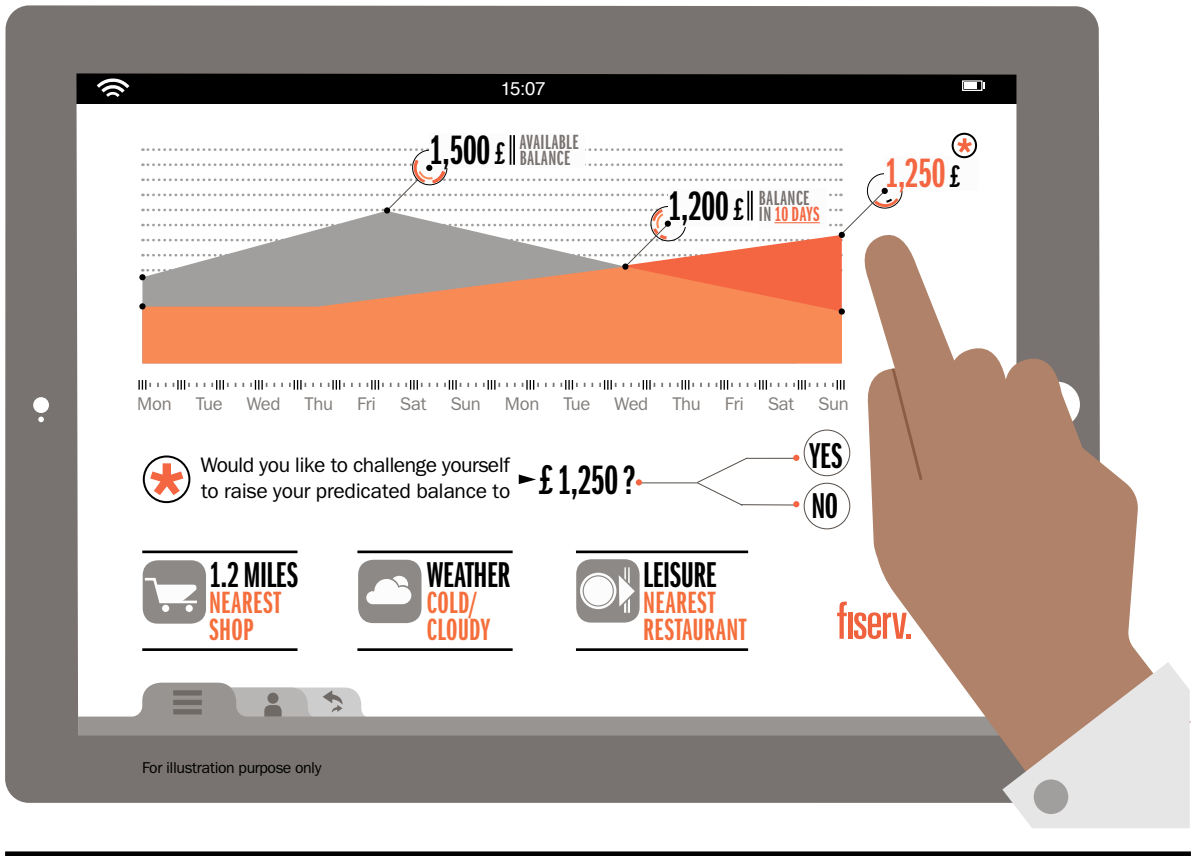 15:07
1,500 £ AVAILABLE
BALANCE
1,250 £
1,200 £ BALANCE
IN 10 DAYS
Mon Tue Wed Thu Fri Sat Sun Mon Tue Wed Thu Fri Sat Sun
Would you like to challenge yourself
to raise your predicated balance to
£ 1,250 ?
YES
NO
1.2 MILES
NEAREST
SHOP
WEATHER
COLD/
CLOUDY
LEISURE
NEAREST
RESTAURANT
fiserv.
For illustration purpose only